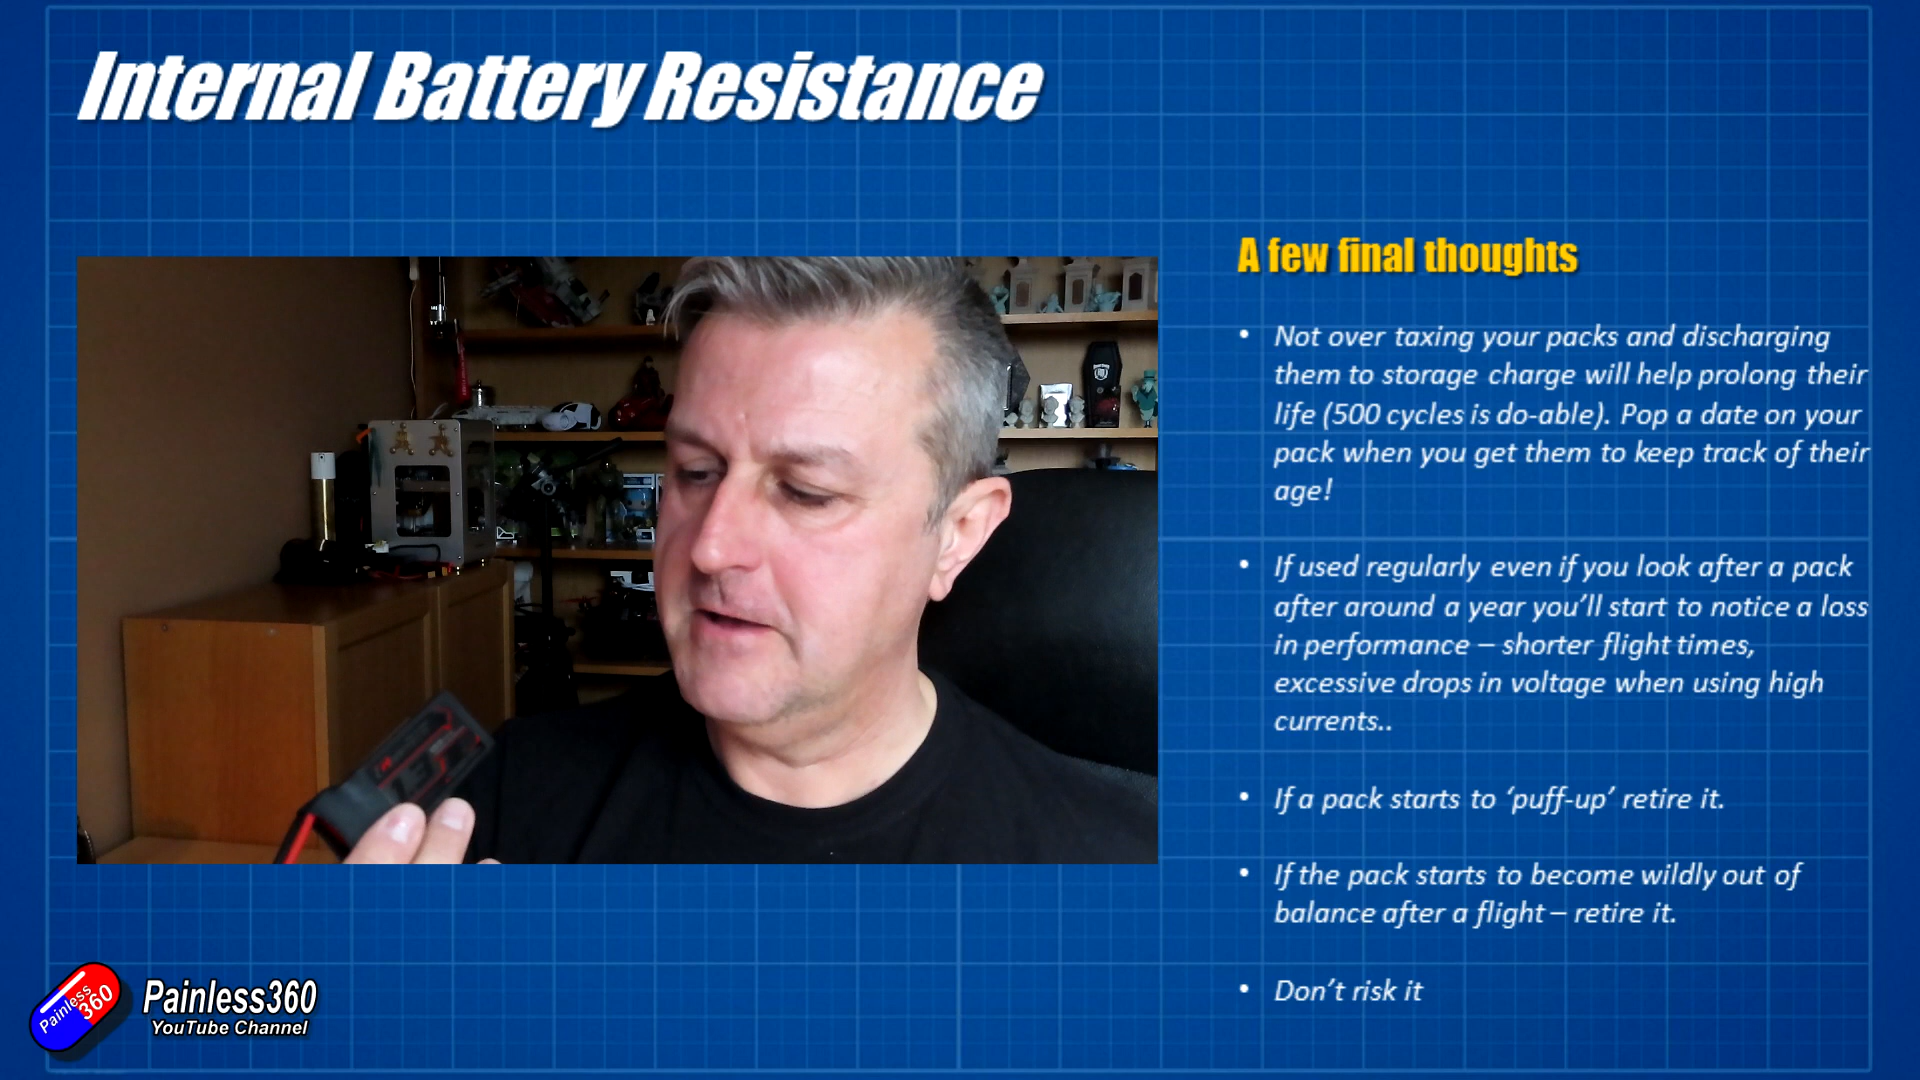 Internal Battery Resistance
A few final thoughts
• Not over taxing your packs and discharging
them to storage charge will help prolong their
life (500 cycles is do-able). Pop a date on your
pack when you get them to keep track of their
age!
• If used regularly even if you look after a pack
after around a year you’ll start to notice a loss
in performance – shorter flight times,
excessive drops in voltage when using high
currents..
• If a pack starts to ‘puff-up’ retire it.
• If the pack starts to become wildly out of
balance after a flight – retire it.
• Don’t risk it
Painless
360
Painless360
YouTube Channel